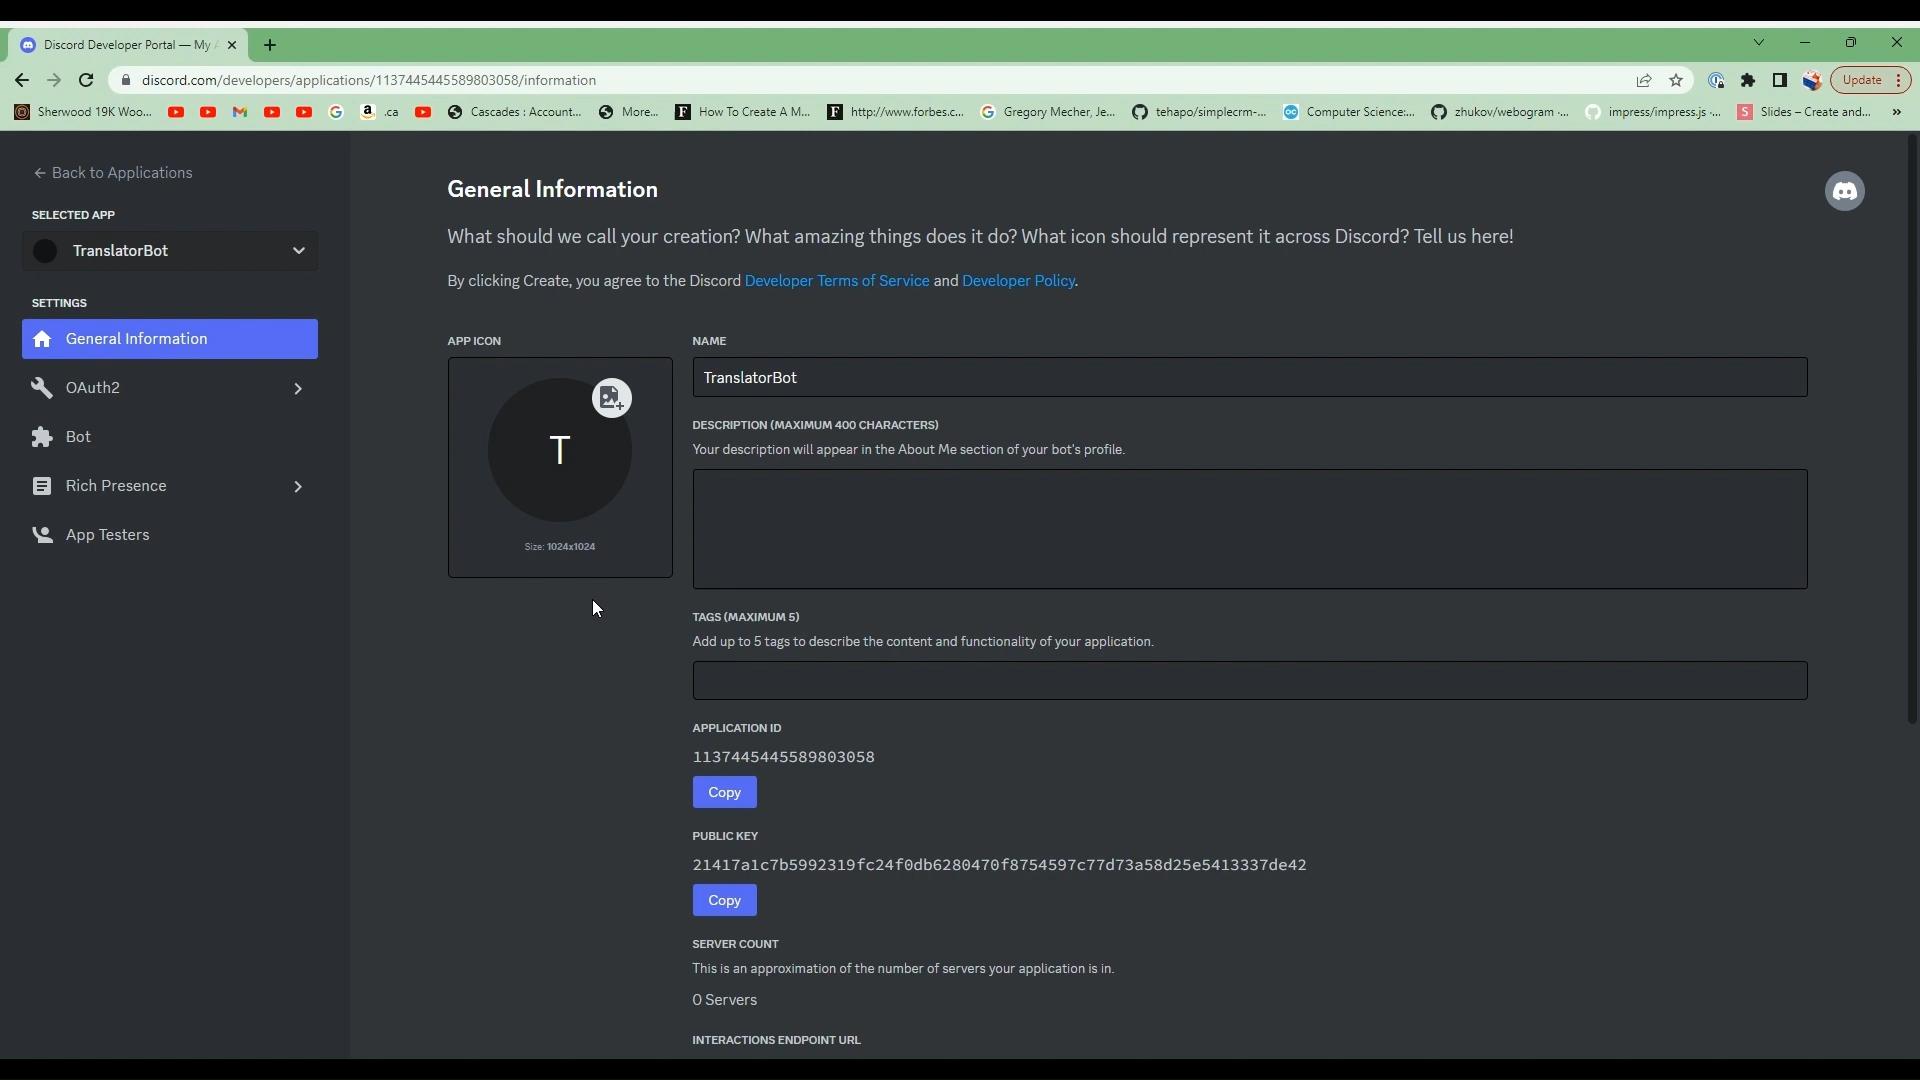 Discord Developer Portal — My A
discord.com/developers/applications/1137445445589803058/information
Update
Sherwood 19K Woo...
.ca
Cascades : Account...
More...
How To Create A M...
http://www.forbes.c...
Gregory Mecher, Je...
tehapo/simplecrm-...
Computer Science:...
zhukov/webogram ·...
impress/impress.js ·...
S
Slides – Create and...
»
← Back to Applications
SELECTED APP
TranslatorBot
SETTINGS
General Information
OAuth2
Bot
Rich Presence
App Testers
General Information
What should we call your creation? What amazing things does it do? What icon should represent it across Discord? Tell us here!
By clicking Create, you agree to the Discord Developer Terms of Service and Developer Policy.
APP ICON
T
Size: 1024x1024
NAME
TranslatorBot
DESCRIPTION (MAXIMUM 400 CHARACTERS)
Your description will appear in the About Me section of your bot's profile.
TAGS (MAXIMUM 5)
Add up to 5 tags to describe the content and functionality of your application.
APPLICATION ID
1137445445589803058
Copy
PUBLIC KEY
21417a1c7b5992319fc24f0db6280470f8754597c77d73a58d25e5413337de42
Copy
SERVER COUNT
This is an approximation of the number of servers your application is in.
0 Servers
INTERACTIONS ENDPOINT URL